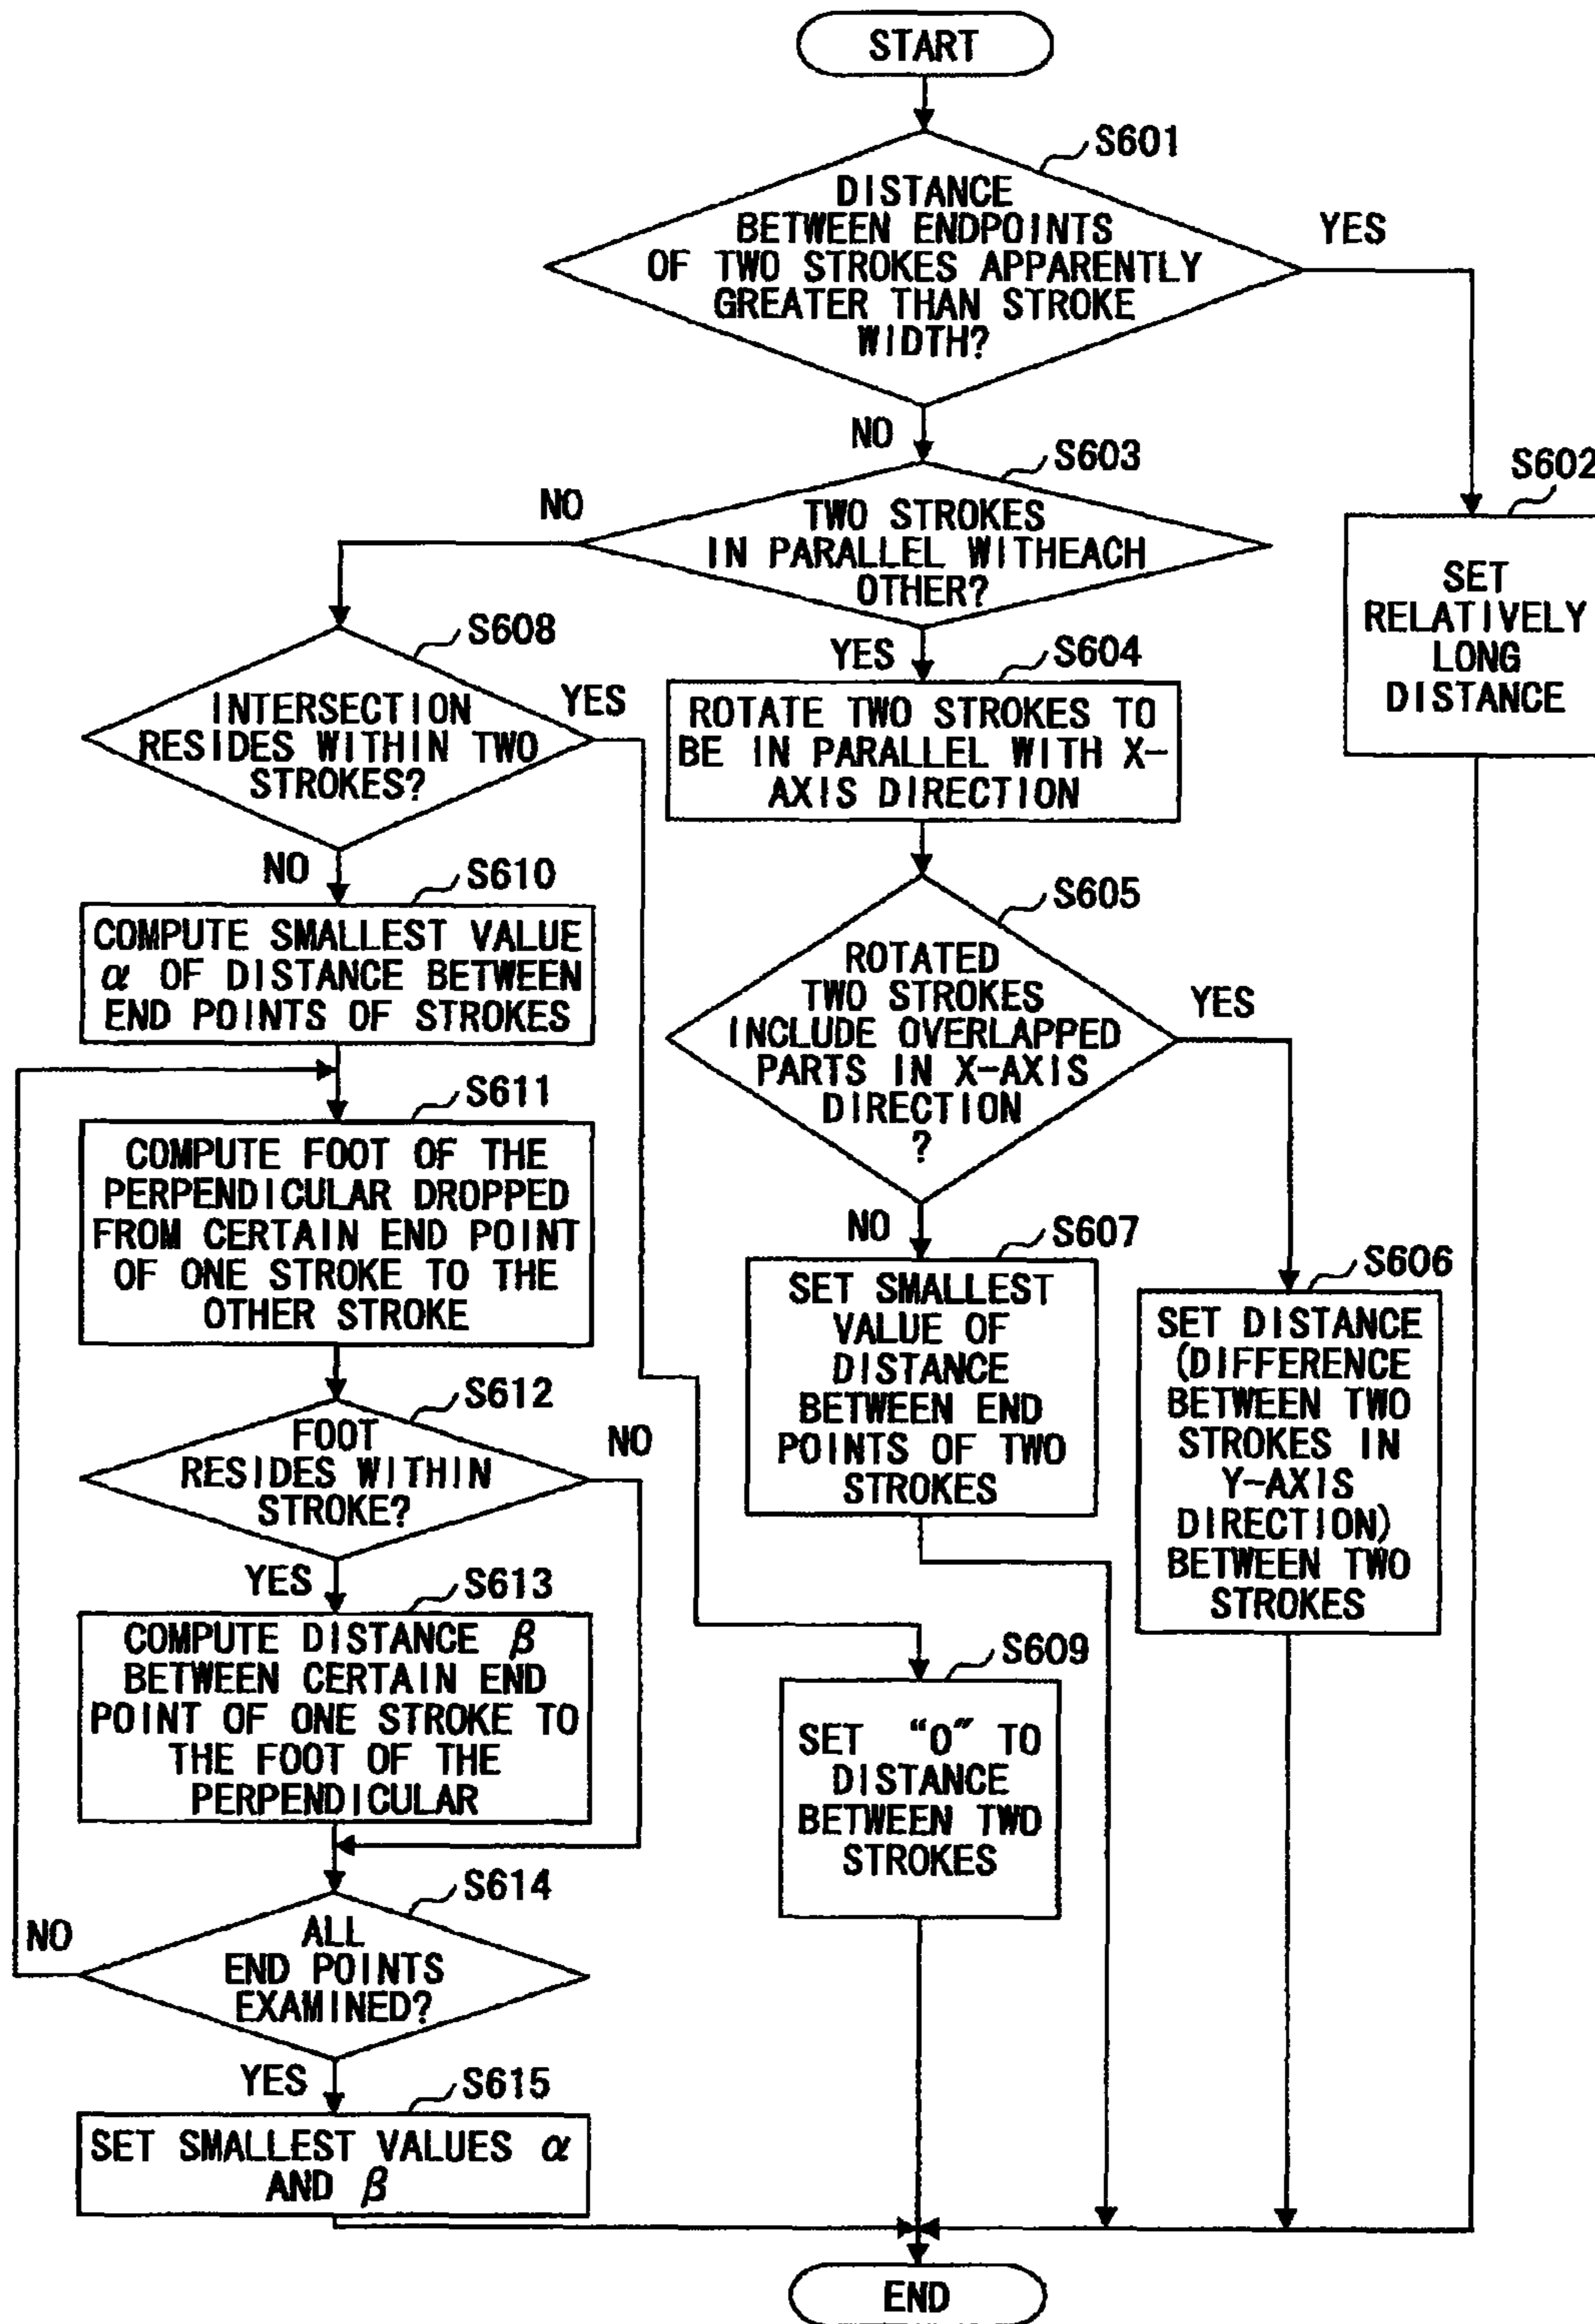 START
S601
DISTANCE
BETWEEN ENDPOINTS
OF TWO STROKES APPARENTLY
GREATER THAN STROKE
WIDTH?
YES
NO
S602
SET
RELATIVELY
LONG
DISTANCE
S603
TWO STROKES
IN PARALLEL WITHEACH
OTHER?
NO
YES
S608
INTERSECTION
RESIDES WITHIN TWO
STROKES?
YES
NO
S604
ROTATE TWO STROKES TO
BE IN PARALLEL WITH X-
AXIS DIRECTION
S605
ROTATED
TWO STROKES
INCLUDE OVERLAPPED
PARTS IN X-AXIS
DIRECTION
?
YES
NO
S610
COMPUTE SMALLEST VALUE
α OF DISTANCE BETWEEN
END POINTS OF STROKES
S611
COMPUTE FOOT OF THE
PERPENDICULAR DROPPED
FROM CERTAIN END POINT
OF ONE STROKE TO THE
OTHER STROKE
S607
SET SMALLEST
VALUE OF
DISTANCE
BETWEEN END
POINTS OF TWO
STROKES
S606
SET DISTANCE
(DIFFERENCE
BETWEEN TWO
STROKES IN
Y-AXIS
DIRECTION)
BETWEEN TWO
STROKES
S612
FOOT
RESIDES WITHIN
STROKE?
NO
YES
S613
COMPUTE DISTANCE β
BETWEEN CERTAIN END
POINT OF ONE STROKE TO
THE FOOT OF THE
PERPENDICULAR
S609
SET “0” TO
DISTANCE
BETWEEN TWO
STROKES
S614
ALL
END POINTS
EXAMINED?
NO
YES
S615
SET SMALLEST VALUES α
AND β
END